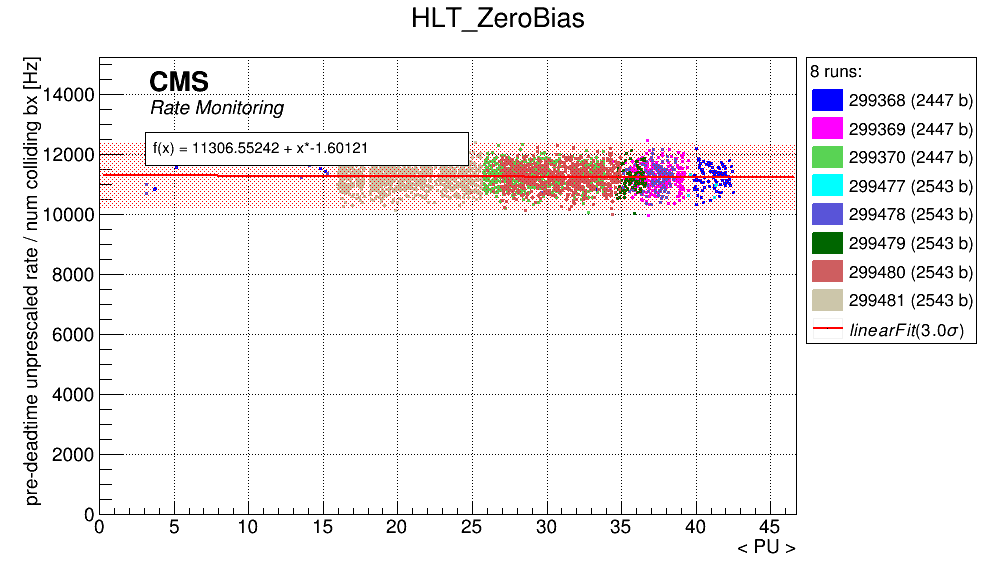 HLT_ZeroBias
pre-deadtime unprescaled rate / num colliding bx [Hz]
CMS
Rate Monitoring
f(x) = 11306.55242 + x*-1.60121
14000
12000
10000
8000
6000
4000
2000
0
0 5 10 15 20 25 30 35 40 45
< PU >
8 runs:
299368 (2447 b)
299369 (2447 b)
299370 (2447 b)
299477 (2543 b)
299478 (2543 b)
299479 (2543 b)
299480 (2543 b)
299481 (2543 b)
linearFit(3.0σ)